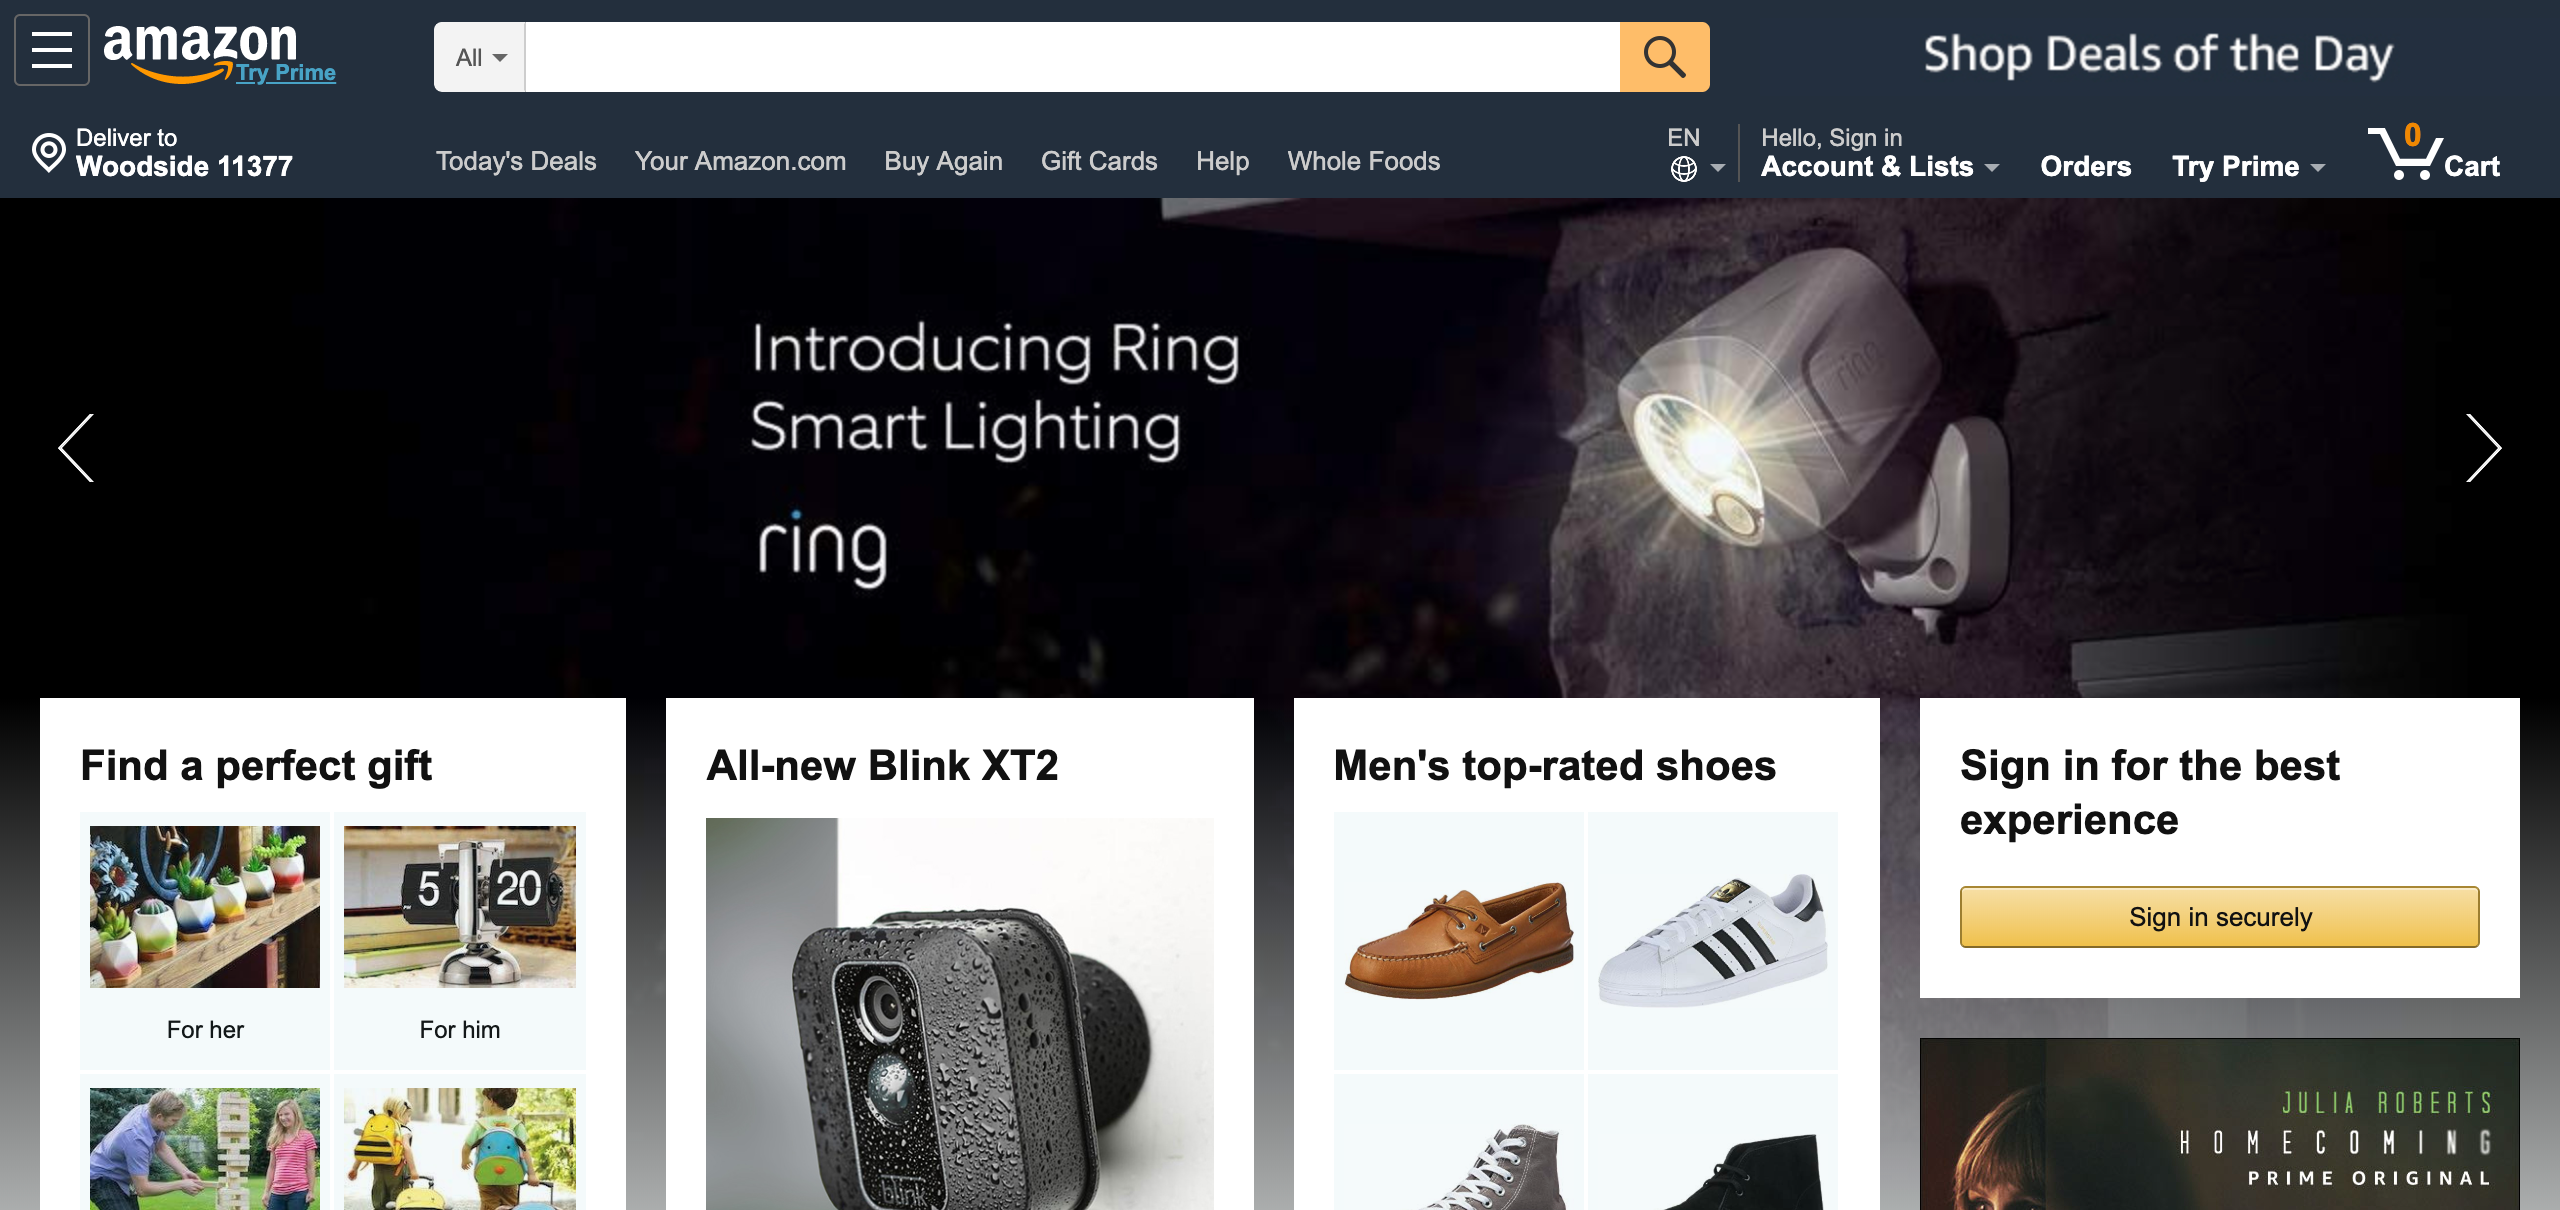 amazon
Try Prime
All
Shop Deals of the Day
Deliver to
Woodside 11377
Today's Deals
Your Amazon.com
Buy Again
Gift Cards
Help
Whole Foods
EN
Hello, Sign in
Account & Lists
Orders
Try Prime
0
Cart
Introducing Ring
Smart Lighting
ring
ring
Find a perfect gift
All-new Blink XT2
Men's top-rated shoes
Sign in for the best
experience
5
20
Sign in securely
For her
For him
blink
JULIA ROBERTS
HOMECOMING
PRIME ORIGINAL